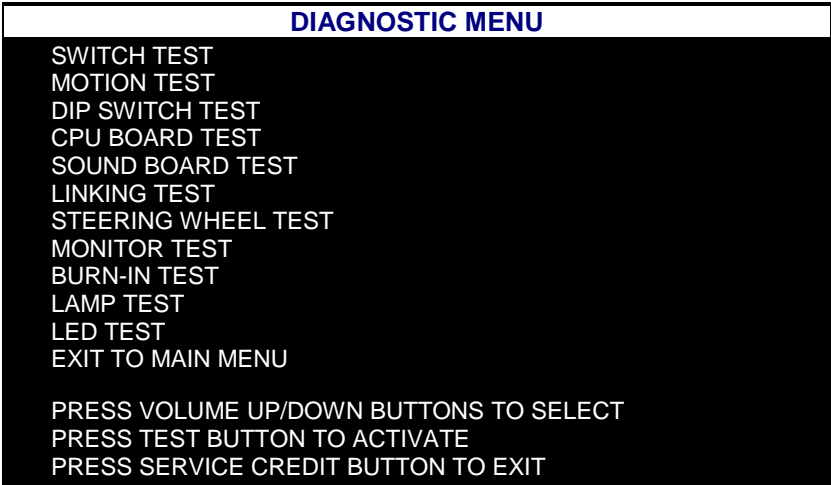 DIAGNOSTIC MENU
SWITCH TEST
MOTION TEST
DIP SWITCH TEST
CPU BOARD TEST
SOUND BOARD TEST
LINKING TEST
STEERING WHEEL TEST
MONITOR TEST
BURN-IN TEST
LAMP TEST
LED TEST
EXIT TO MAIN MENU
PRESS VOLUME UP/DOWN BUTTONS TO SELECT
PRESS TEST BUTTON TO ACTIVATE
PRESS SERVICE CREDIT BUTTON TO EXIT